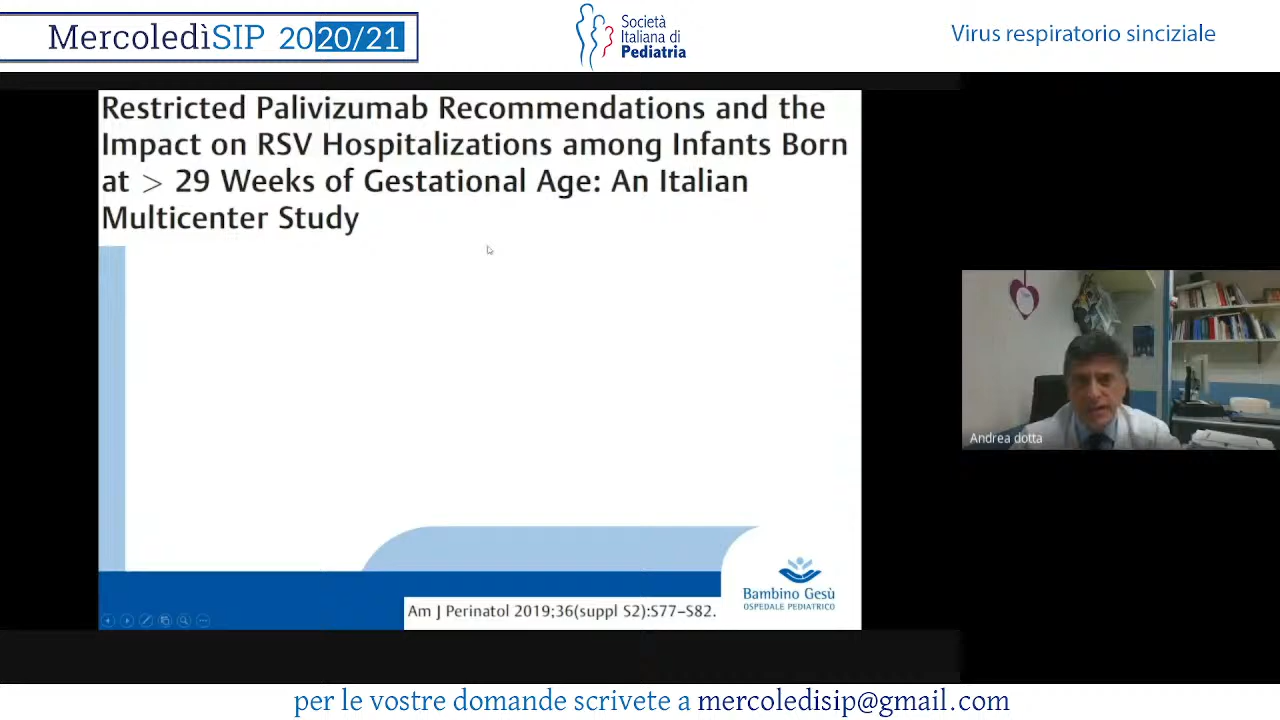 MercoledìSIP 2020/21
Società
Italiana di
Pediatria
Virus respiratorio sinciziale
Restricted Palivizumab Recommendations and the
Impact on RSV Hospitalizations among Infants Born
at > 29 Weeks of Gestational Age: An Italian
Multicenter Study
Andrea dotta
Bambino Gesù
OSPEDALE PEDIATRICO
Am J Perinatol 2019;36(suppl S2):S77–S82.
per le vostre domande scrivete a mercoledisip@gmail.com